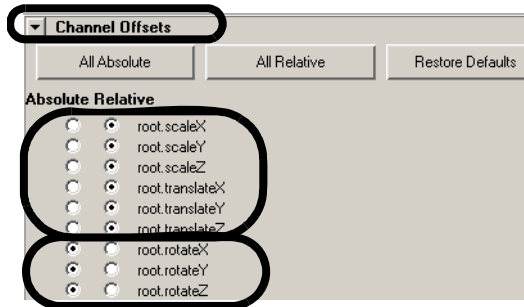 Channel Offsets
All Absolute All Relative Restore Defaults
Absolute Relative
root.scaleX
root.scaleY
root.scaleZ
root.translateX
root.translateY
root.translateZ
root.rotateX
root.rotateY
root.rotateZ